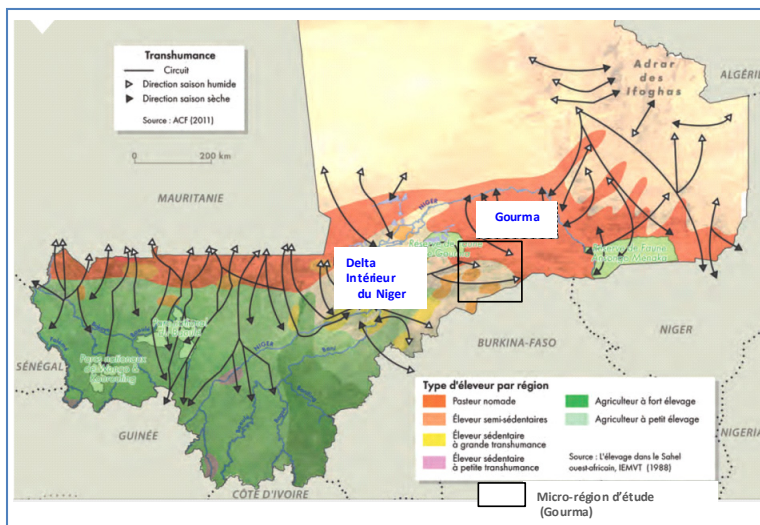 Transhumance
Circuit
Direction saison humide
Direction saison sèche
Source : ACF (2011)
0 200 km
Adrar
des
Ifoghas
ALGÉRIE
MAURITANIE
NIGER
Gourma
Delta
Intérieur
du Niger
SÉNÉGAL
NIGER
Bani
BURKINA-FASO
NIGER
GUINÉE
NIGERIA
CÔTE D'IVOIRE
Type d'éleveur par région
Pasteur nomade
Éleveur semi-sédentaires
Éleveur sédentaire
à grande transhumance
Éleveur sédentaire
à petite transhumance
Agriculteur à fort élevage
Agriculteur à petit élevage
Source : L'élevage dans le Sahel
ouest-africain, IEMVT (1988)
Micro-région d'étude
(Gourma)